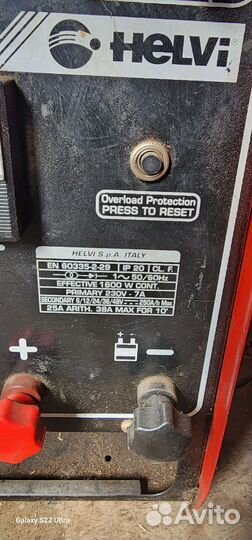 HELVI
Overload Protection
PRESS TO RESET
HELVI S.p.A. ITALY
EN 60335-2-29 IP 20 CL. F.
1~ 50/60Hz
EFFECTIVE 1600 W CONT.
PRIMARY 230V - 7A
SECONDARY 6/12/24/36/48V 250A/h Max
25A ARITH. 38A MAX FOR 10'
+ −
Galaxy S22 Ultra
Avito